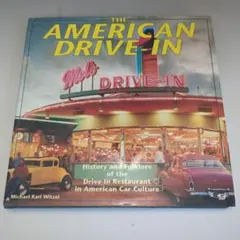 THE
AMERICAN
DRIVE-IN
Mel's
DRIVE-IN
History and Folklore
of the
Drive-In Restaurant
in American Car Culture
Michael Karl Witzel